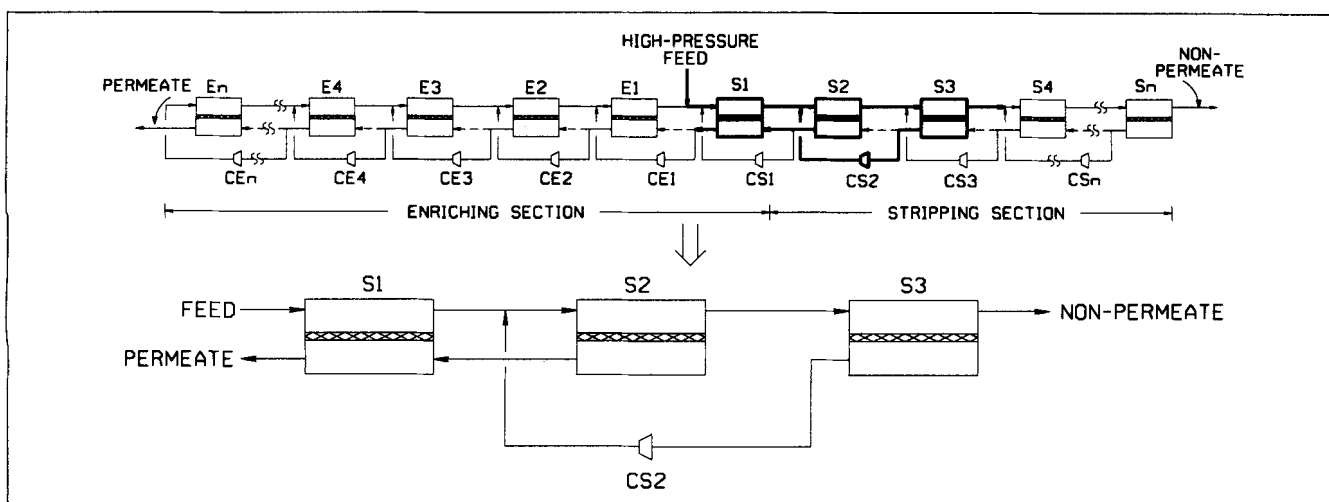 HIGH-PRESSURE
FEED
NON-
PERMEATE
PERMEATE
En E4 E3 E2 E1 S1 S2 S3 S4 Sn
CEn CE4 CE3 CE2 CE1 CS1 CS2 CS3 CSn
ENRICHING SECTION STRIPPING SECTION
S1 S2 S3
FEED NON-PERMEATE
PERMEATE
CS2